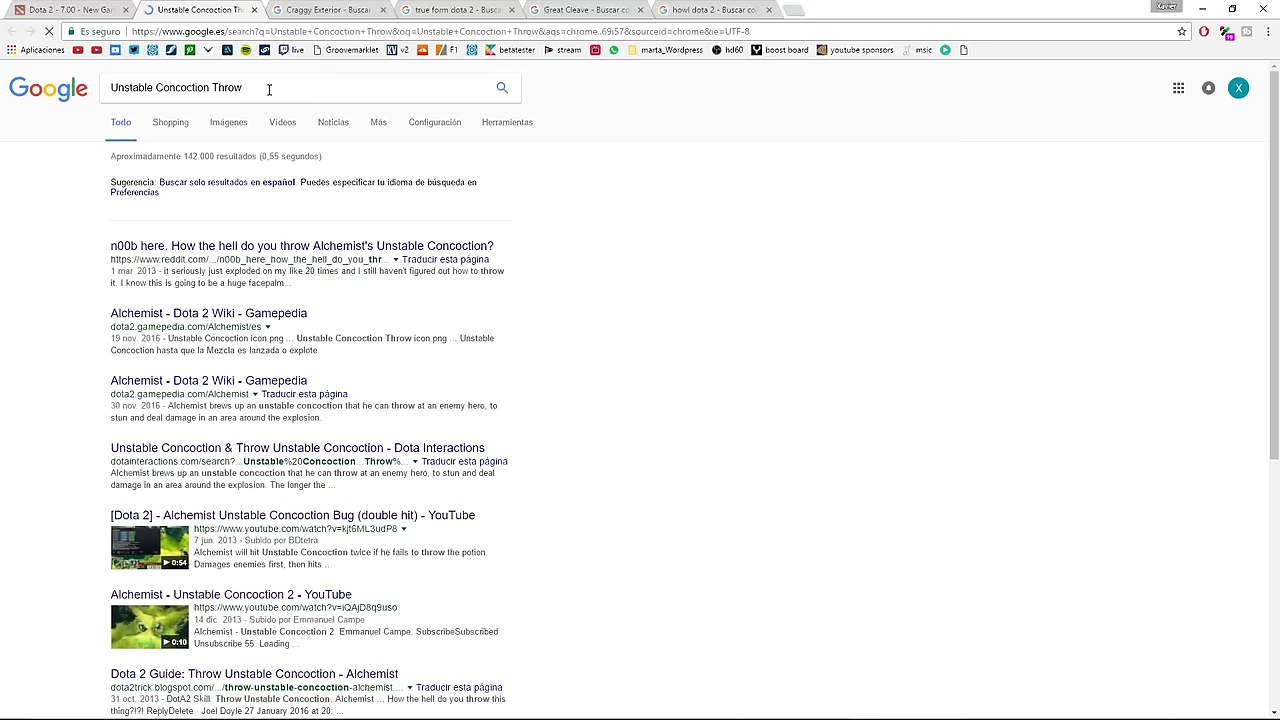 Dota 2 - 7.00 - New Gam
Unstable Concoction Thr
Craggy Exterior - Buscar
true form dota 2 - Buscar
Great Cleave - Buscar co
howl dota 2 - Buscar co
Xavier
Es seguro
https://www.google.es/search?q=Unstable+Concoction+Throw&oq=Unstable+Concoction+Throw&aqs=chrome..69i57&sourceid=chrome&ie=UTF-8
Aplicaciones
live
Groovemarklet
v2
F1
betatester
stream
marta_Wordpress
hd60
boost board
youtube sponsors
msic
Google
Unstable Concoction Throw
X
Todo
Shopping
Imágenes
Vídeos
Noticias
Más
Configuración
Herramientas
Aproximadamente 142.000 resultados (0,55 segundos)
Sugerencia: Buscar solo resultados en español. Puedes especificar tu idioma de búsqueda en
Preferencias
n00b here. How the hell do you throw Alchemist's Unstable Concoction?
https://www.reddit.com/.../n00b_here_how_the_hell_do_you_thr... ▾ Traducir esta página
1 mar. 2013 - it seriously just exploded on my like 20 times and I still haven't figured out how to throw
it. I know this is going to be a huge facepalm...
Alchemist - Dota 2 Wiki - Gamepedia
dota2.gamepedia.com/Alchemist/es ▾
19 nov. 2016 - Unstable Concoction icon.png ... Unstable Concoction Throw icon.png ... Unstable
Concoction hasta que la Mezcla es lanzada o explote.
Alchemist - Dota 2 Wiki - Gamepedia
dota2.gamepedia.com/Alchemist ▾ Traducir esta página
30 nov. 2016 - Alchemist brews up an unstable concoction that he can throw at an enemy hero, to
stun and deal damage in an area around the explosion.
Unstable Concoction & Throw Unstable Concoction - Dota Interactions
dotainteractions.com/search?...Unstable%20Concoction...Throw%... ▾ Traducir esta página
Alchemist brews up an unstable concoction that he can throw at an enemy hero, to stun and deal
damage in an area around the explosion. The longer the ...
[Dota 2] - Alchemist Unstable Concoction Bug (double hit) - YouTube
https://www.youtube.com/watch?v=kjt6ML3udP8 ▾
7 jun. 2013 - Subido por BDtetra
Alchemist will hit Unstable Concoction twice if he fails to throw the potion.
Damages enemies first, then hits ...
0:54
Alchemist - Unstable Concoction 2 - YouTube
https://www.youtube.com/watch?v=iQAjD8q9uso
14 dic. 2013 - Subido por Emmanuel Campe
Alchemist - Unstable Concoction 2. Emmanuel Campe. SubscribeSubscribed
Unsubscribe 55. Loading ...
0:10
Dota 2 Guide: Throw Unstable Concoction - Alchemist
dota2trick.blogspot.com/.../throw-unstable-concoction-alchemist.... ▾ Traducir esta página
31 oct. 2013 - DotA2 Skill. Throw Unstable Concoction. Alchemist ... How the hell do you throw this
thing?!?! ReplyDelete · Joel Doyle 27 January 2016 at 20: ...